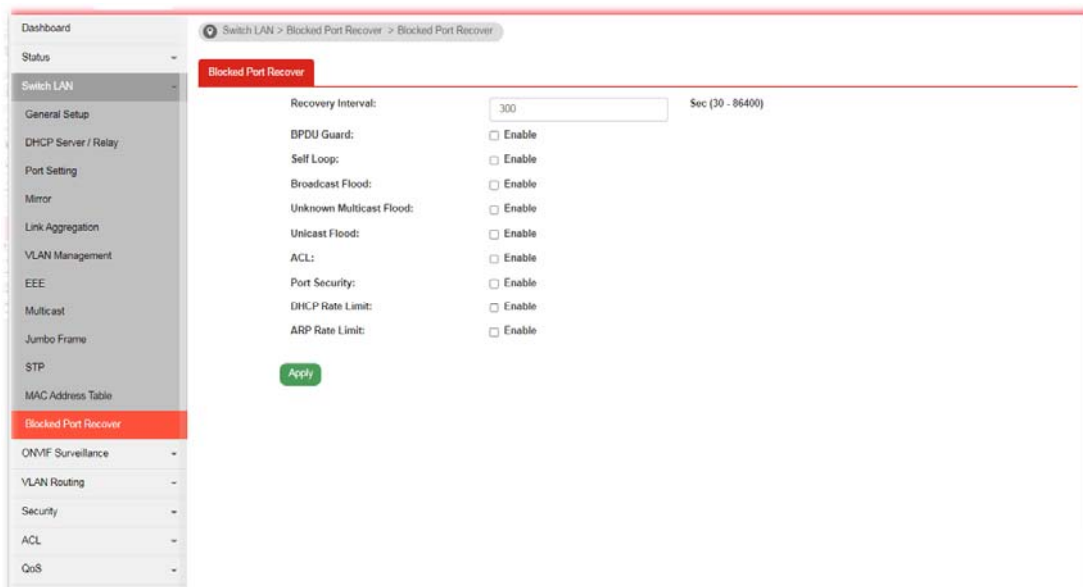 Dashboard
Status
Switch LAN
General Setup
DHCP Server / Relay
Port Setting
Mirror
Link Aggregation
VLAN Management
EEE
Multicast
Jumbo Frame
STP
MAC Address Table
Blocked Port Recover
ONVIF Surveillance
VLAN Routing
Security
ACL
QoS
Switch LAN > Blocked Port Recover > Blocked Port Recover
Blocked Port Recover
Recovery Interval: 300 Sec (30 - 86400)
BPDU Guard: Enable
Self Loop: Enable
Broadcast Flood: Enable
Unknown Multicast Flood: Enable
Unicast Flood: Enable
ACL: Enable
Port Security: Enable
DHCP Rate Limit: Enable
ARP Rate Limit: Enable
Apply